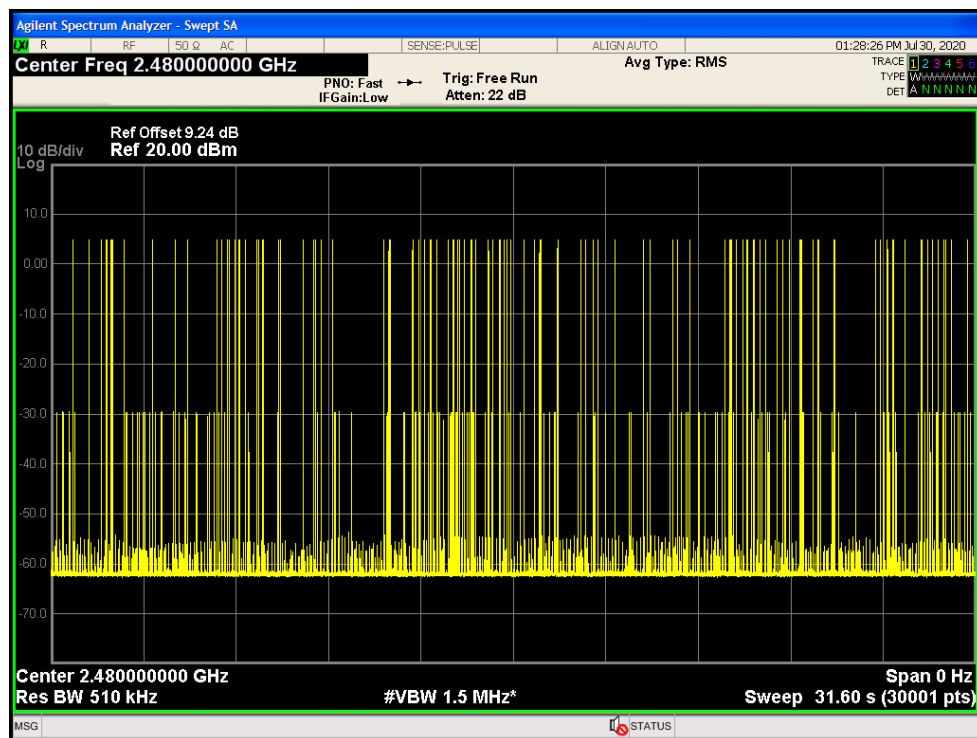 Agilent Spectrum Analyzer - Swept SA
LXI R RF 50 Ω AC SENSE:PULSE ALIGN AUTO 01:28:26 PM Jul 30, 2020
Center Freq 2.480000000 GHz
PNO: Fast
IFGain:Low
Trig: Free Run
Atten: 22 dB
Avg Type: RMS
TRACE 1 2 3 4 5 6
TYPE WWWWWW
DET A N N N N N
Ref Offset 9.24 dB
10 dB/div Ref 20.00 dBm
Log
10.0
0.00
-10.0
-20.0
-30.0
-40.0
-50.0
-60.0
-70.0
Center 2.480000000 GHz Span 0 Hz
Res BW 510 kHz #VBW 1.5 MHz* Sweep 31.60 s (30001 pts)
MSG STATUS